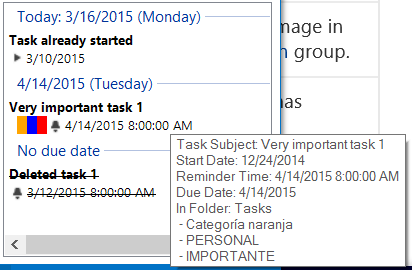 Today: 3/16/2015 (Monday)
Task already started
3/10/2015
4/14/2015 (Tuesday)
Very important task 1
4/14/2015 8:00:00 AM
No due date
Deleted task 1
3/12/2015 8:00:00 AM
mage in
group.
Task Subject: Very important task 1
Start Date: 12/24/2014
Reminder Time: 4/14/2015 8:00:00 AM
Due Date: 4/14/2015
In Folder: Tasks
- Categoría naranja
- PERSONAL
- IMPORTANTE